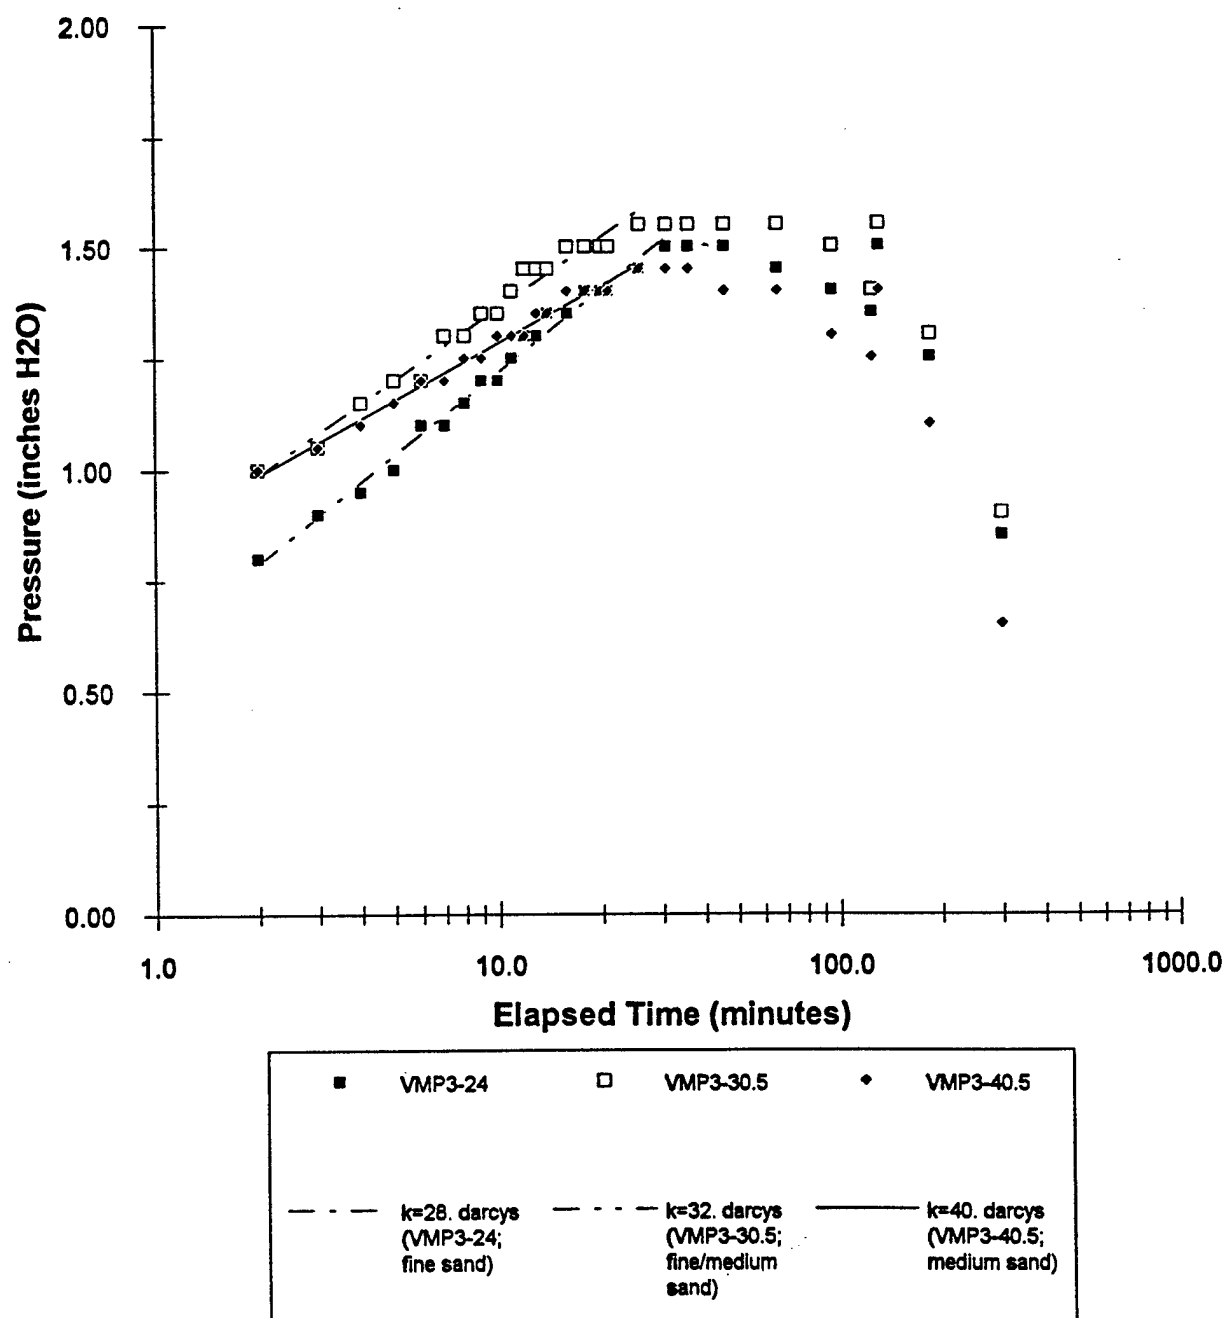 2.00
1.50
1.00
0.50
0.00
Pressure (inches H2O)
1.0 10.0 100.0 1000.0
Elapsed Time (minutes)
VMP3-24 VMP3-30.5 VMP3-40.5
k=28. darcys k=32. darcys k=40. darcys
(VMP3-24; (VMP3-30.5; (VMP3-40.5;
fine sand) fine/medium medium sand)
sand)